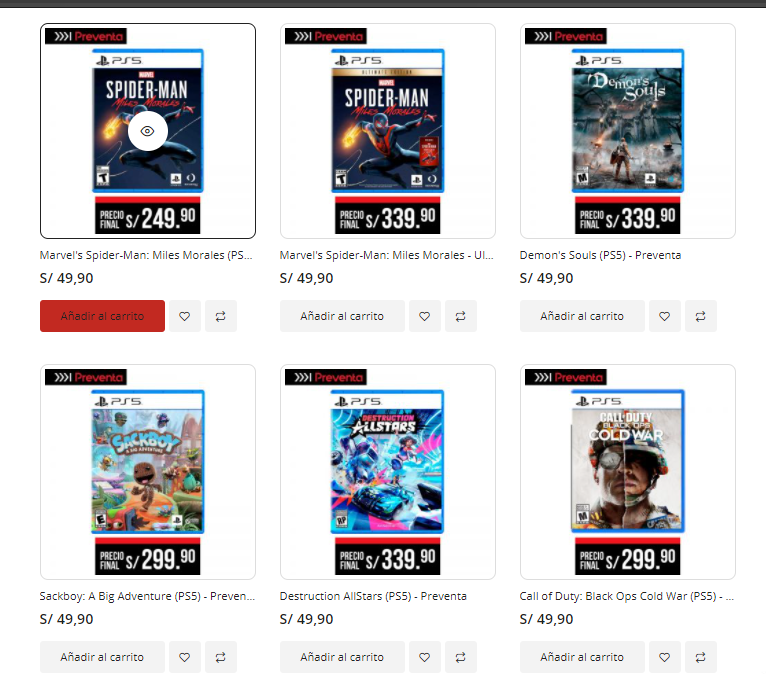 Preventa
Preventa
Preventa
PS5
PS5
PS5
ULTIMATE EDITION
MARVEL
SPIDER-MAN
MILES MORALES
MARVEL
SPIDER-MAN
MILES MORALES
Demon's
Souls
T
T
M
PRECIO
FINAL S/ 249.90
PRECIO
FINAL S/ 339.90
PRECIO
FINAL S/ 339.90
Marvel's Spider-Man: Miles Morales (PS...
Marvel's Spider-Man: Miles Morales - Ul...
Demon's Souls (PS5) - Preventa
S/ 49,90
S/ 49,90
S/ 49,90
Añadir al carrito
Añadir al carrito
Añadir al carrito
Preventa
Preventa
Preventa
PS5
PS5
PS5
SACKBOY
A BIG ADVENTURE
DESTRUCTION
ALLSTARS
CALL OF DUTY
BLACK OPS
COLD WAR
E
RP
M
PRECIO
FINAL S/ 299.90
PRECIO
FINAL S/ 339.90
PRECIO
FINAL S/ 299.90
Sackboy: A Big Adventure (PS5) - Preven...
Destruction AllStars (PS5) - Preventa
Call of Duty: Black Ops Cold War (PS5) - ...
S/ 49,90
S/ 49,90
S/ 49,90
Añadir al carrito
Añadir al carrito
Añadir al carrito